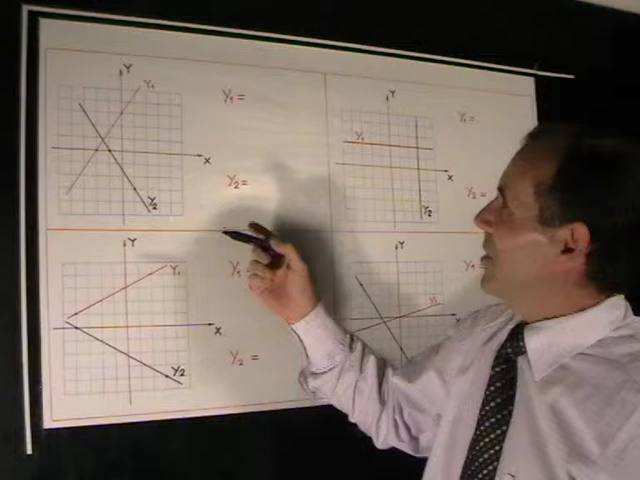 Y
Y₁
X
Y₂
Y₁ =
Y₂ =
Y
Y₁
X
Y₂
Y₁ =
Y₂ =
Y
Y₁
X
Y₂
Y₁ =
Y₂ =
Y
Y₁
X
Y₁ =